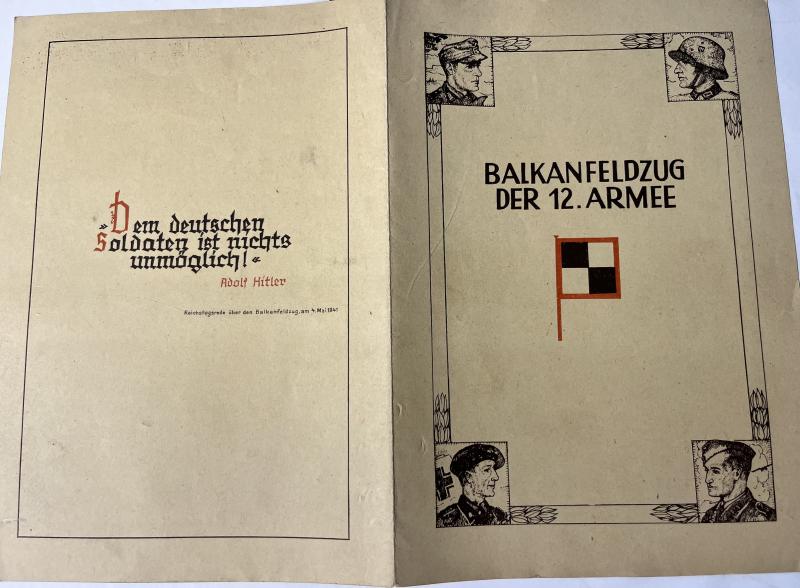 »Dem deutschen
Soldaten ist nichts
unmöglich!«
Adolf Hitler
Reichstagsrede über den Balkanfeldzug, am 4. Mai 1941
BALKANFELDZUG
DER 12. ARMEE